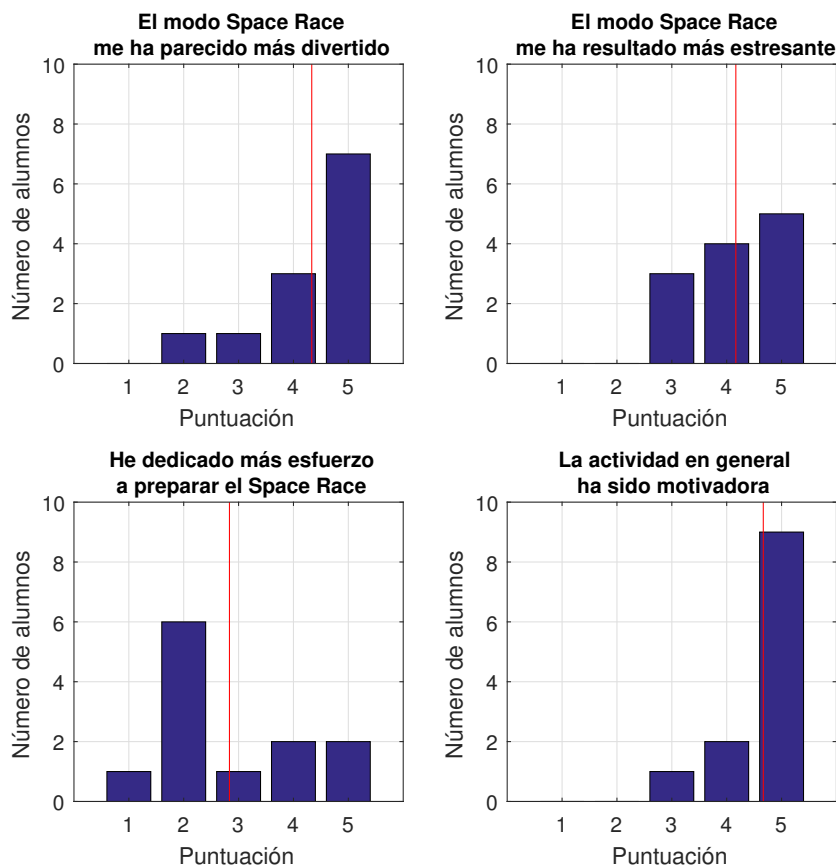 El modo Space Race
me ha parecido más divertido
10
8
6
4
2
0
Número de alumnos
1 2 3 4 5
Puntuación
El modo Space Race
me ha resultado más estresante
10
8
6
4
2
0
Número de alumnos
1 2 3 4 5
Puntuación
He dedicado más esfuerzo
a preparar el Space Race
10
8
6
4
2
0
Número de alumnos
1 2 3 4 5
Puntuación
La actividad en general
ha sido motivadora
10
8
6
4
2
0
Número de alumnos
1 2 3 4 5
Puntuación